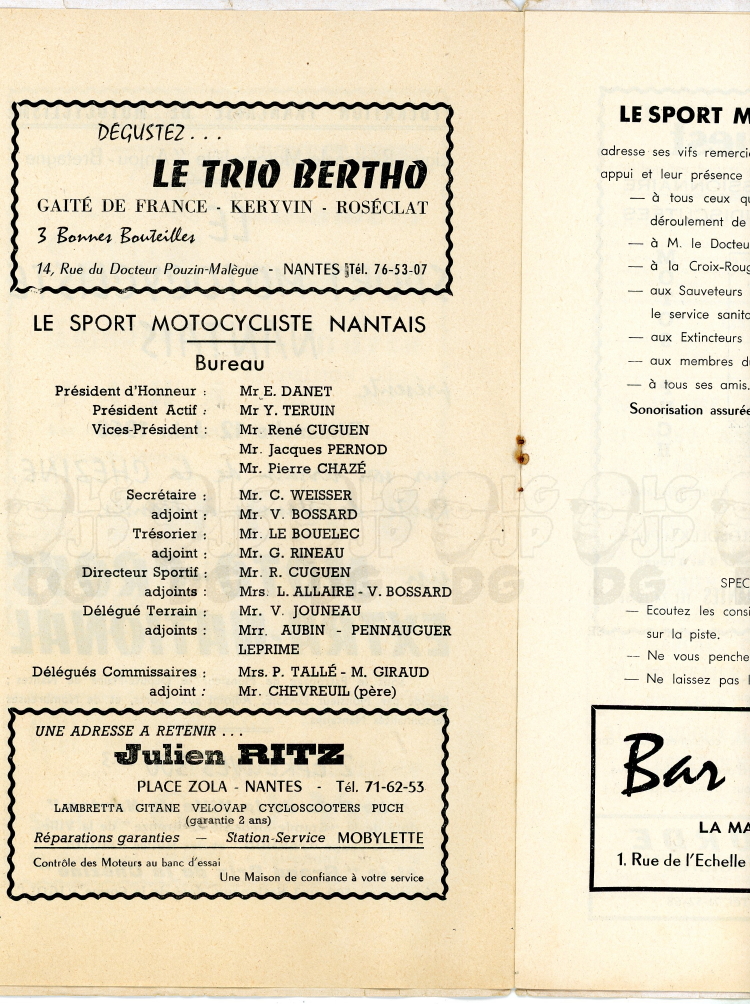 DÉGUSTEZ...
LE TRIO BERTHO
GAITÉ DE FRANCE - KERYVIN - ROSÉCLAT
3 Bonnes Bouteilles
14, Rue du Docteur Pouzin-Malègue - NANTES Tél. 76-53-07
LE SPORT MOTOCYCLISTE NANTAIS
Bureau
Président d'Honneur : Mr E. DANET
Président Actif : Mr Y. TERUIN
Vices-Président : Mr. René CUGUEN
Mr. Jacques PERNOD
Mr. Pierre CHAZÉ
Secrétaire : Mr. C. WEISSER
adjoint : Mr. V. BOSSARD
Trésorier : Mr. LE BOUELEC
adjoint : Mr. G. RINEAU
Directeur Sportif : Mr. R. CUGUEN
adjoints : Mrs. L. ALLAIRE - V. BOSSARD
Délégué Terrain : Mr. V. JOUNEAU
adjoints : Mrr. AUBIN - PENNAUGUER
LEPRIME
Délégués Commissaires : Mrs. P. TALLÉ - M. GIRAUD
adjoint : Mr. CHEVREUIL (père)
UNE ADRESSE A RETENIR...
Julien RITZ
PLACE ZOLA - NANTES - Tél. 71-62-53
LAMBRETTA GITANE VELOVAP CYCLOSCOOTERS PUCH
(garantie 2 ans)
Réparations garanties — Station-Service MOBYLETTE
Contrôle des Moteurs au banc d'essai
Une Maison de confiance à votre service
LE SPORT M
adresse ses vifs remercie
appui et leur présence
— à tous ceux qu
déroulement de
— à M. le Docteu
— à la Croix-Roug
— aux Sauveteurs
le service sanita
— aux Extincteurs
— aux membres d
— à tous ses amis.
Sonorisation assurée
SPEC
— Ecoutez les consi
sur la piste.
— Ne vous penche
— Ne laissez pas l
Bar
LA MA
1, Rue de l'Echelle